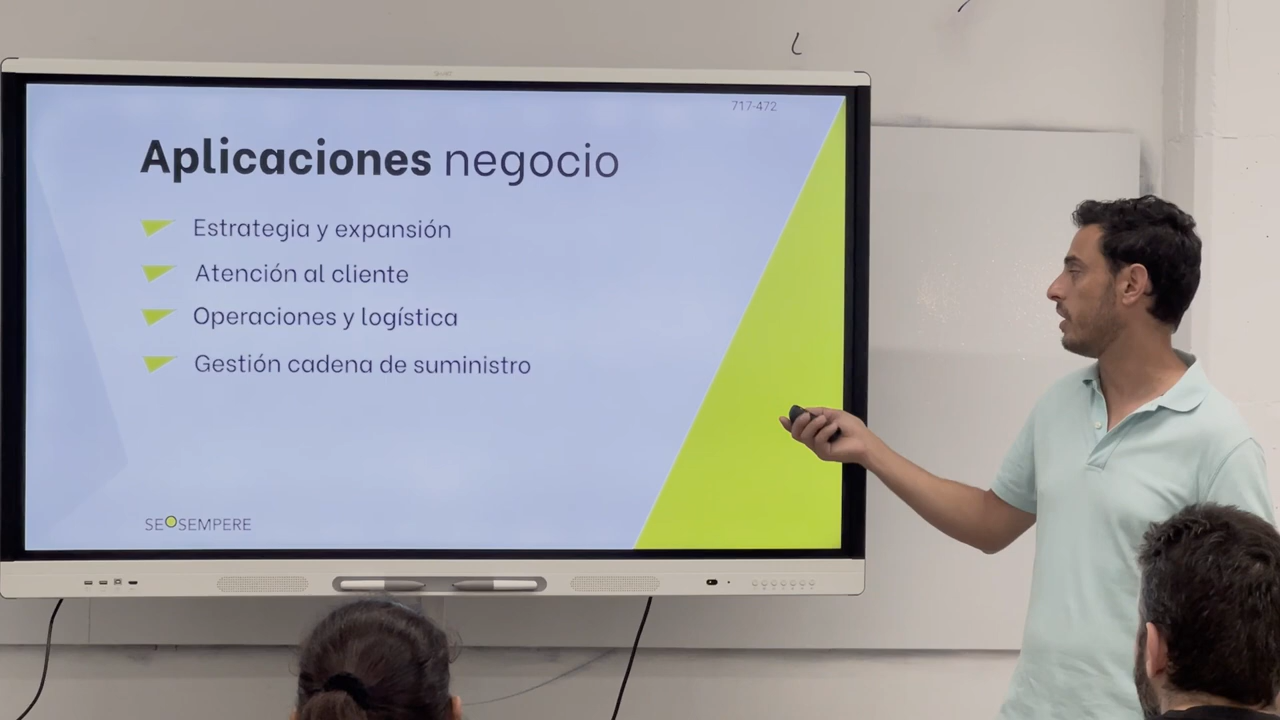 717-472
Aplicaciones negocio
Estrategia y expansión
Atención al cliente
Operaciones y logística
Gestión cadena de suministro
SEOSEMPERE